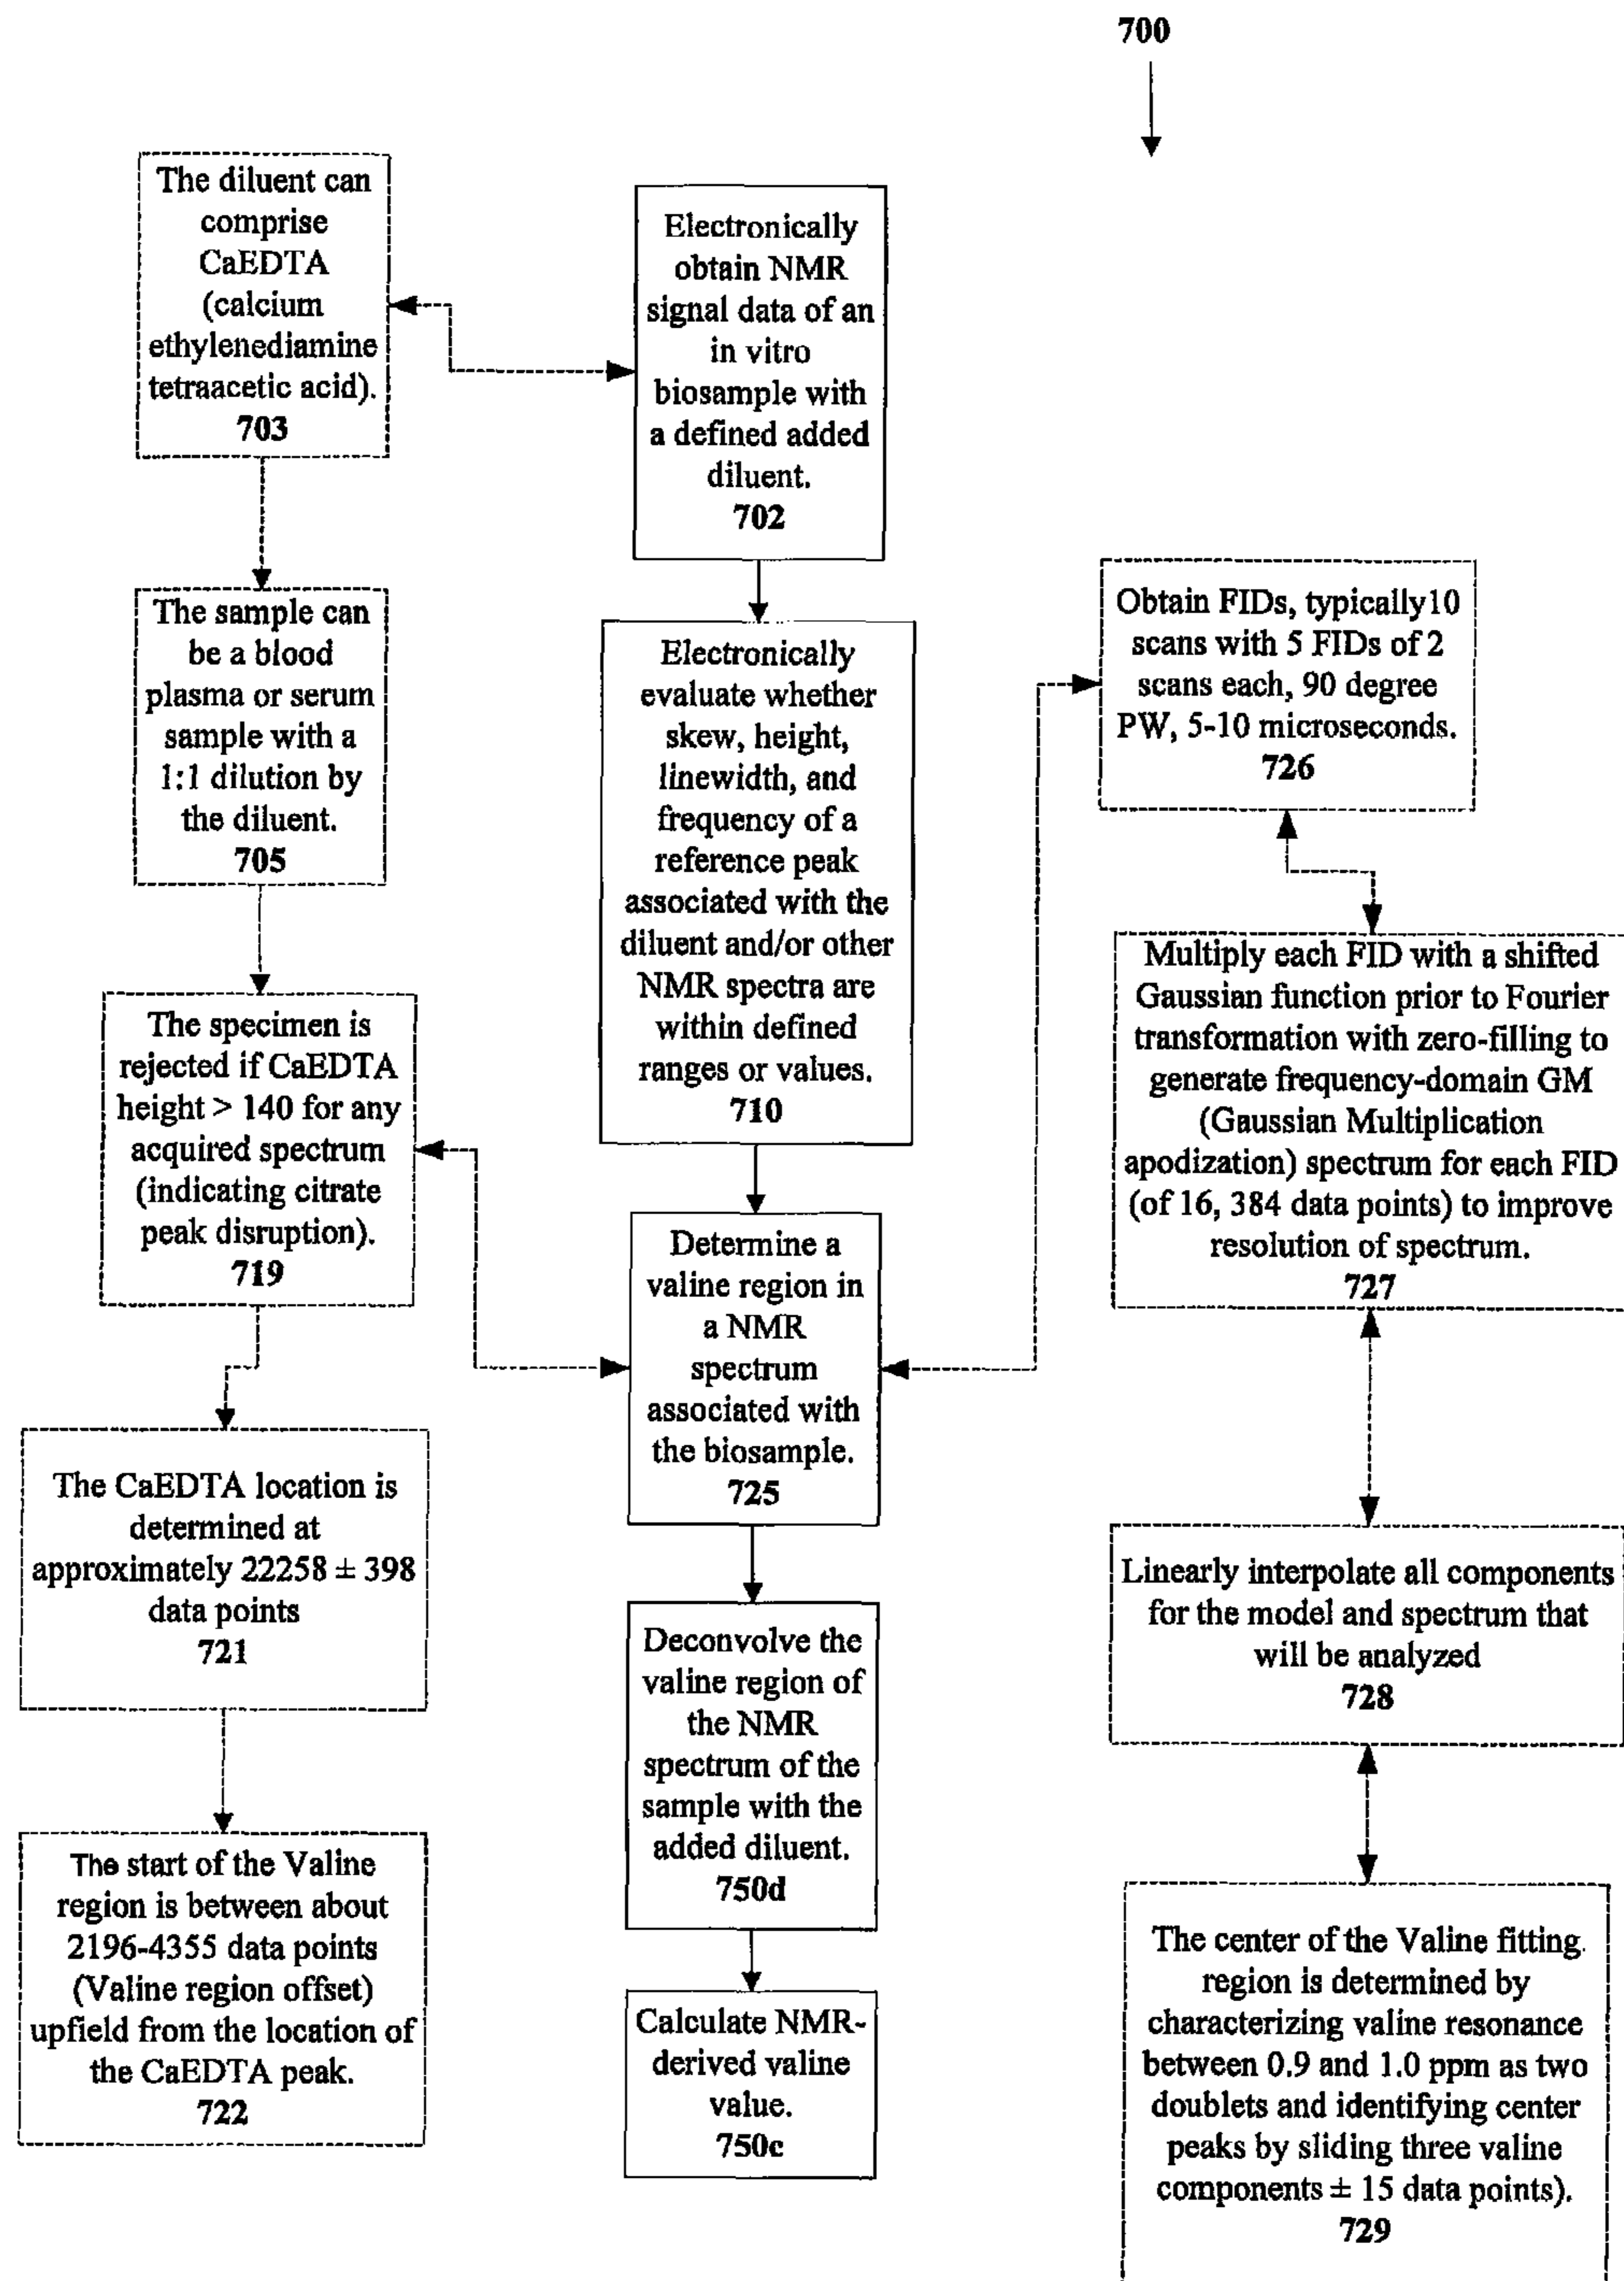 700
The diluent can
comprise
CaEDTA
(calcium
ethylenediamine
tetraacetic acid).
703
The sample can
be a blood
plasma or serum
sample with a
1:1 dilution by
the diluent.
705
The specimen is
rejected if CaEDTA
height > 140 for any
acquired spectrum
(indicating citrate
peak disruption).
719
The CaEDTA location is
determined at
approximately 22258 ± 398
data points
721
The start of the Valine
region is between about
2196-4355 data points
(Valine region offset)
upfield from the location of
the CaEDTA peak.
722
Electronically
obtain NMR
signal data of an
in vitro
biosample with
a defined added
diluent.
702
Electronically
evaluate whether
skew, height,
linewidth, and
frequency of a
reference peak
associated with the
diluent and/or other
NMR spectra are
within defined
ranges or values.
710
Determine a
valine region in
a NMR
spectrum
associated with
the biosample.
725
Deconvolve the
valine region of
the NMR
spectrum of the
sample with the
added diluent.
750d
Calculate NMR-
derived valine
value.
750c
Obtain FIDs, typically 10
scans with 5 FIDs of 2
scans each, 90 degree
PW, 5-10 microseconds.
726
Multiply each FID with a shifted
Gaussian function prior to Fourier
transformation with zero-filling to
generate frequency-domain GM
(Gaussian Multiplication
apodization) spectrum for each FID
(of 16, 384 data points) to improve
resolution of spectrum.
727
Linearly interpolate all components
for the model and spectrum that
will be analyzed
728
The center of the Valine fitting.
region is determined by
characterizing valine resonance
between 0.9 and 1.0 ppm as two
doublets and identifying center
peaks by sliding three valine
components ± 15 data points).
729